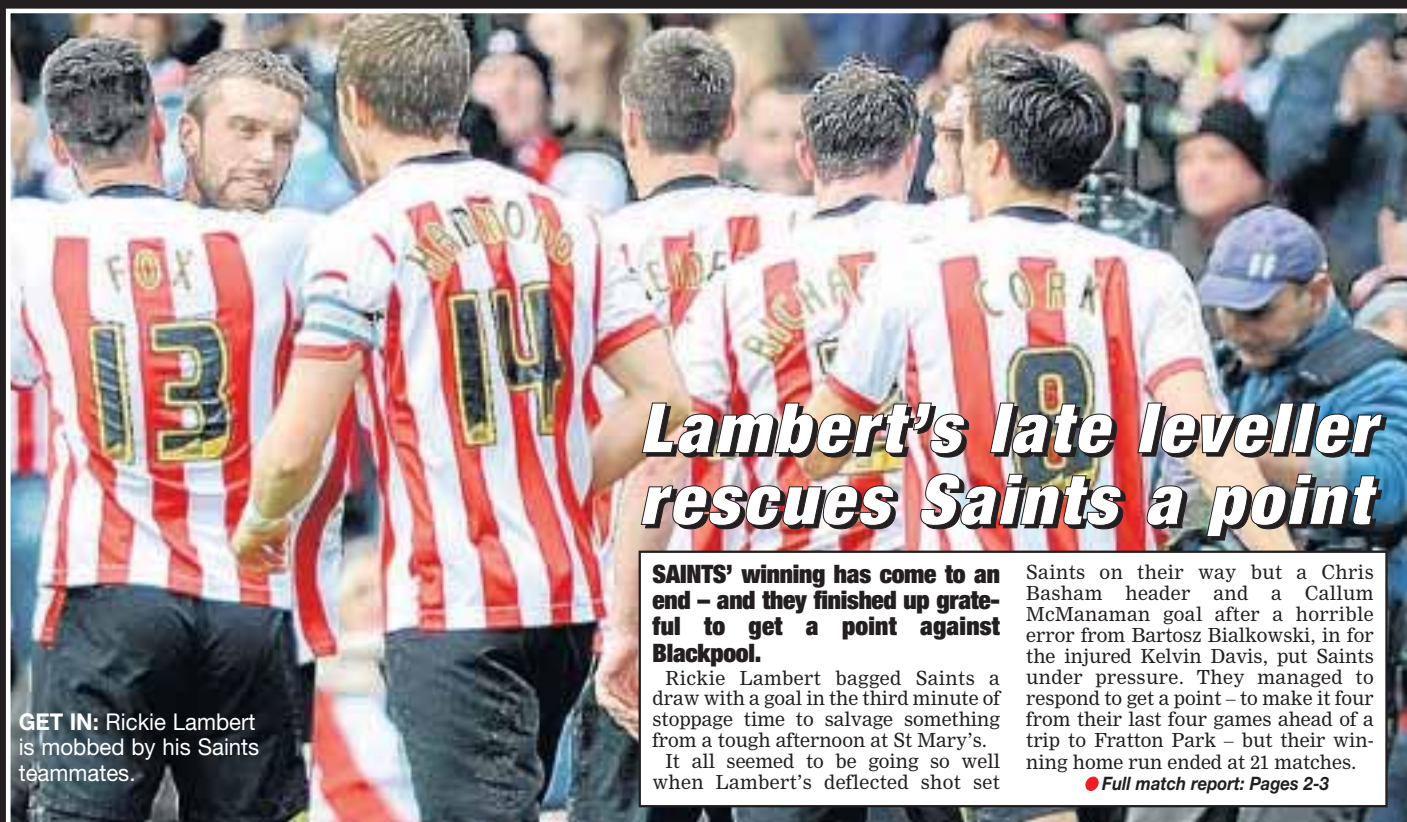 FOX
13
HAMMOND
14
CORK
8
Lambert's late leveller
rescues Saints a point
SAINTS' winning has come to an
end – and they finished up grate-
ful to get a point against
Blackpool.
Rickie Lambert bagged Saints a
draw with a goal in the third minute of
stoppage time to salvage something
from a tough afternoon at St Mary's.
It all seemed to be going so well
when Lambert's deflected shot set
Saints on their way but a Chris
Basham header and a Callum
McManaman goal after a horrible
error from Bartosz Bialkowski, in for
the injured Kelvin Davis, put Saints
under pressure. They managed to
respond to get a point – to make it four
from their last four games ahead of a
trip to Fratton Park – but their win-
ning home run ended at 21 matches.
Full match report: Pages 2-3
GET IN: Rickie Lambert
is mobbed by his Saints
teammates.